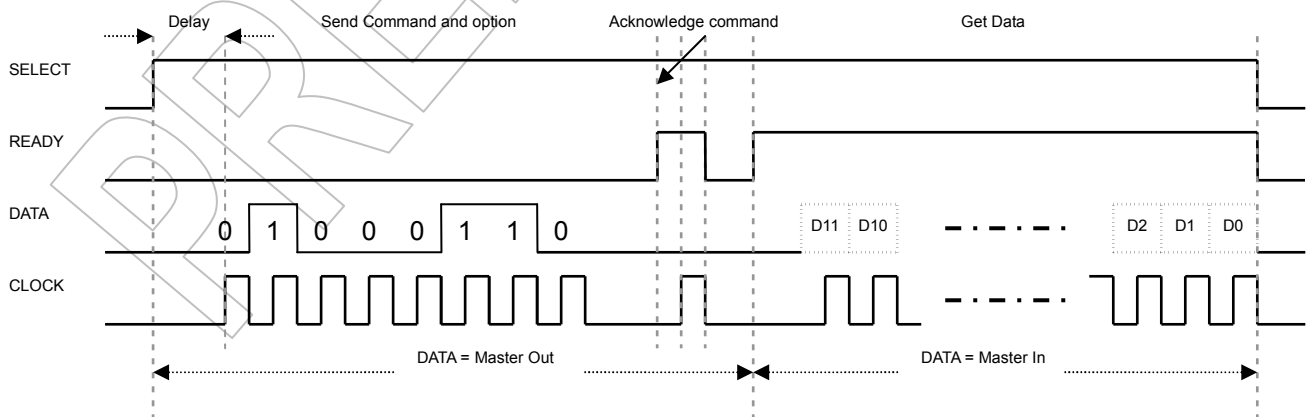 Delay Send Command and option Acknowledge command Get Data
SELECT
READY
DATA
0 1 0 0 0 1 1 0
D11 D10 D2 D1 D0
CLOCK
DATA = Master Out DATA = Master In